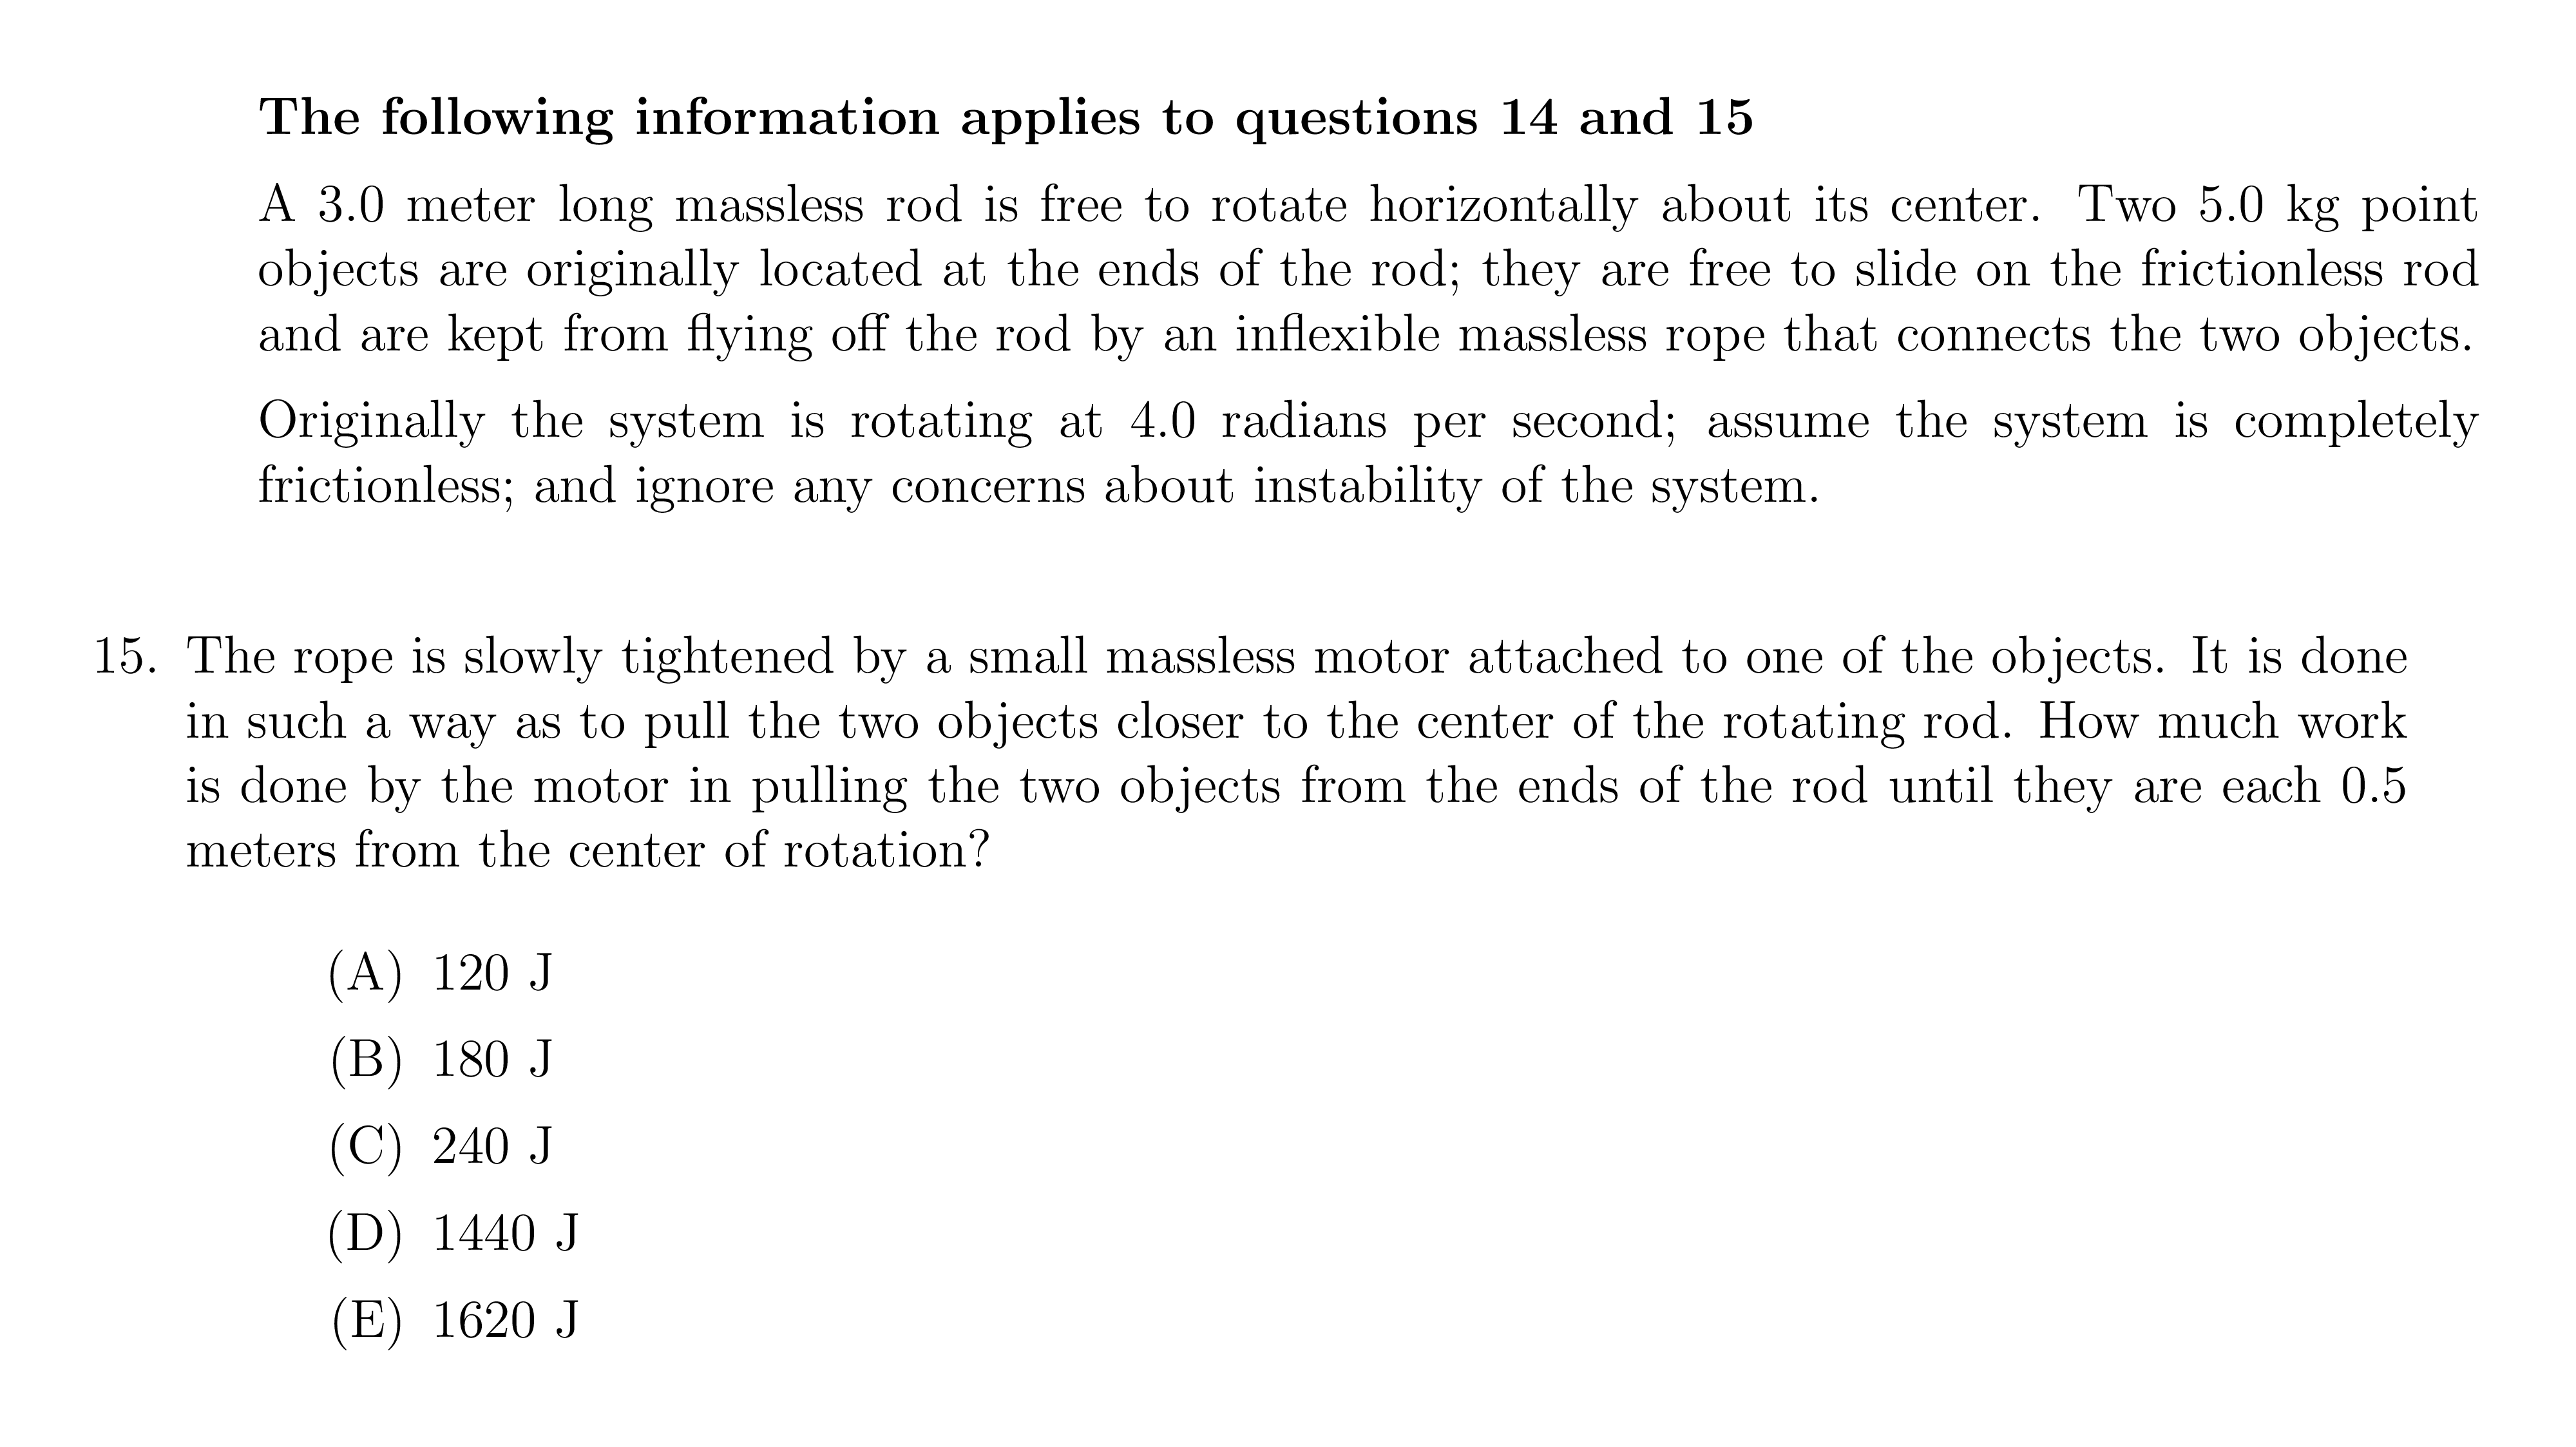 The following information applies to questions 14 and 15
A 3.0 meter long massless rod is free to rotate horizontally about its center. Two 5.0 kg point
objects are originally located at the ends of the rod; they are free to slide on the frictionless rod
and are kept from flying off the rod by an inflexible massless rope that connects the two objects.
Originally the system is rotating at 4.0 radians per second; assume the system is completely
frictionless; and ignore any concerns about instability of the system.
15. The rope is slowly tightened by a small massless motor attached to one of the objects. It is done
in such a way as to pull the two objects closer to the center of the rotating rod. How much work
is done by the motor in pulling the two objects from the ends of the rod until they are each 0.5
meters from the center of rotation?
(A) 120 J
(B) 180 J
(C) 240 J
(D) 1440 J
(E) 1620 J